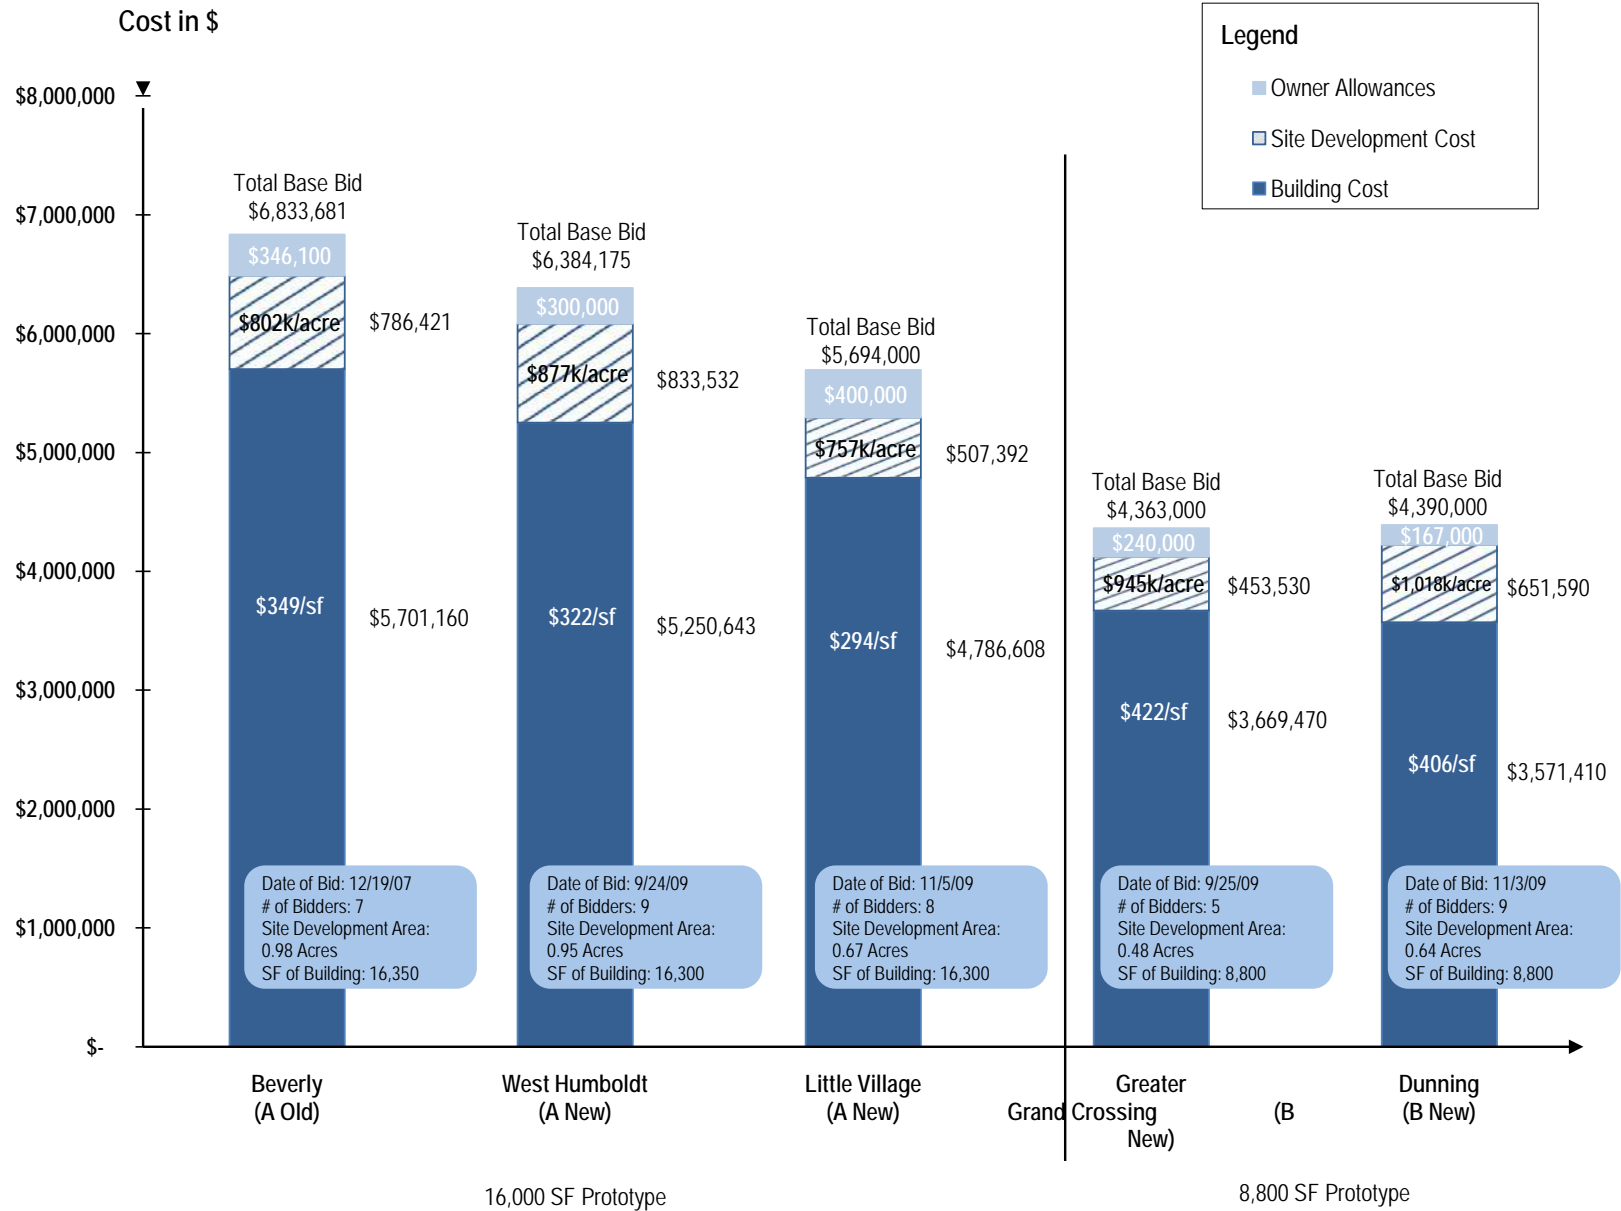 Cost in $
Legend
Owner Allowances
Site Development Cost
Building Cost
$8,000,000
$7,000,000
$6,000,000
$5,000,000
$4,000,000
$3,000,000
$2,000,000
$1,000,000
$-
Total Base Bid
$6,833,681
$346,100
$802k/acre
$786,421
$349/sf
$5,701,160
Date of Bid: 12/19/07
# of Bidders: 7
Site Development Area:
0.98 Acres
SF of Building: 16,350
Total Base Bid
$6,384,175
$300,000
$877k/acre
$833,532
$322/sf
$5,250,643
Date of Bid: 9/24/09
# of Bidders: 9
Site Development Area:
0.95 Acres
SF of Building: 16,300
Total Base Bid
$5,694,000
$400,000
$757k/acre
$507,392
$294/sf
$4,786,608
Date of Bid: 11/5/09
# of Bidders: 8
Site Development Area:
0.67 Acres
SF of Building: 16,300
Total Base Bid
$4,363,000
$240,000
$945k/acre
$453,530
$422/sf
$3,669,470
Date of Bid: 9/25/09
# of Bidders: 5
Site Development Area:
0.48 Acres
SF of Building: 8,800
Total Base Bid
$4,390,000
$167,000
$1,018k/acre
$651,590
$406/sf
$3,571,410
Date of Bid: 11/3/09
# of Bidders: 9
Site Development Area:
0.64 Acres
SF of Building: 8,800
Beverly
(A Old)
West Humboldt
(A New)
Little Village
(A New)
Greater
Grand Crossing (B
New)
Dunning
(B New)
16,000 SF Prototype
8,800 SF Prototype